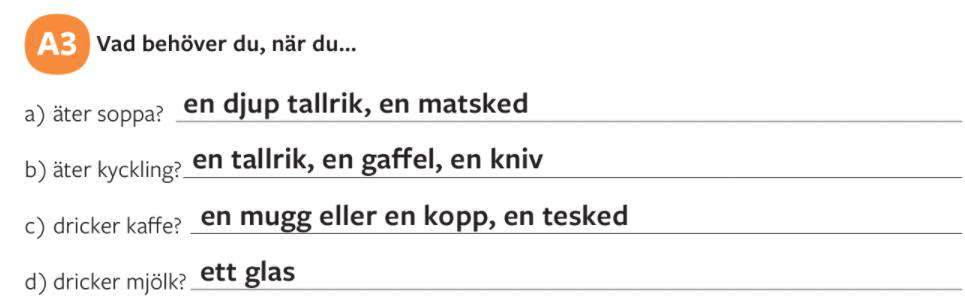 A3 Vad behöver du, när du...
a) äter soppa? en djup tallrik, en matsked
b) äter kyckling? en tallrik, en gaffel, en kniv
c) dricker kaffe? en mugg eller en kopp, en tesked
d) dricker mjölk? ett glas